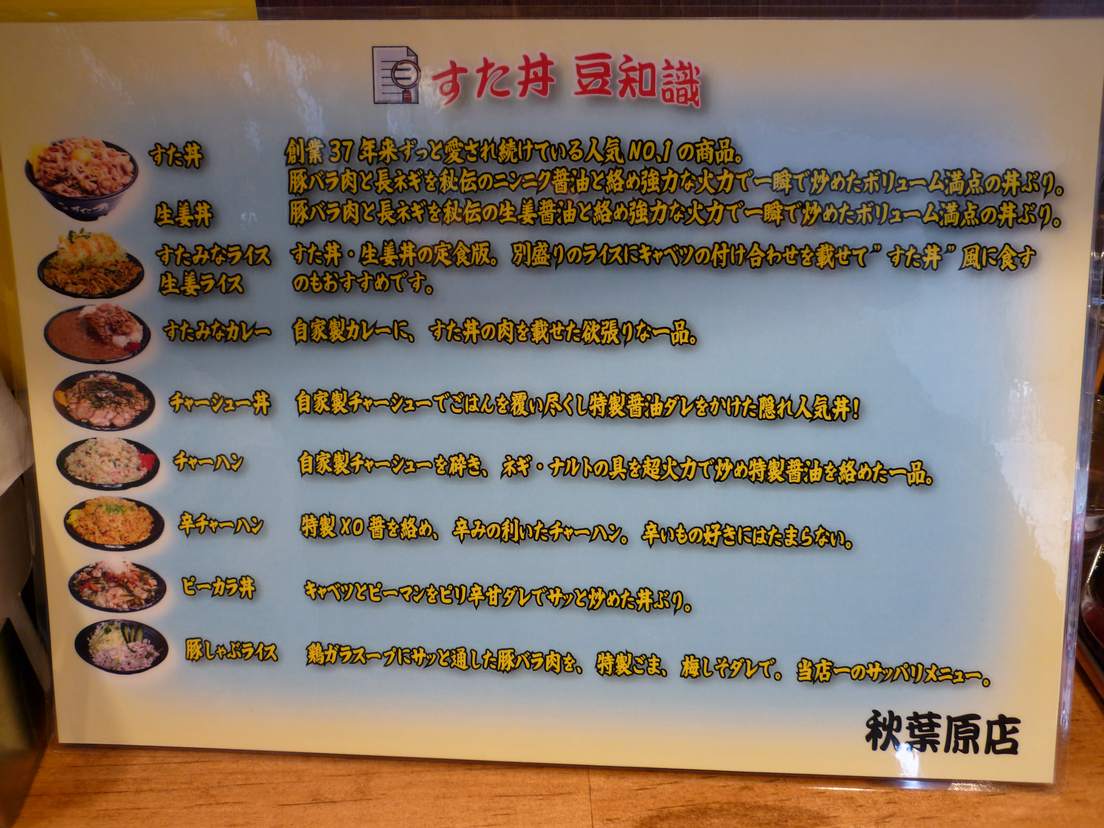 すた丼 豆知識
すた丼 創業37年来ずっと愛され続けている人気NO.1の商品。
豚バラ肉と長ネギを秘伝のニンニク醤油と絡め強力な火力で一瞬で炒めたボリューム満点の丼ぶり。
生姜丼 豚バラ肉と長ネギを秘伝の生姜醤油と絡め強力な火力で一瞬で炒めたボリューム満点の丼ぶり。
すたみなライス すた丼・生姜丼の定食版。別盛りのライスにキャベツの付け合わせを載せて”すた丼”風に食す
生姜ライス のもおすすめです。
すたみなカレー 自家製カレーに、すた丼の肉を載せた欲張りな一品。
チャーシュー丼 自家製チャーシューでごはんを覆い尽くし特製醤油ダレをかけた隠れ人気丼!
チャーハン 自家製チャーシューを砕き、ネギ・ナルトの具を超火力で炒め特製醤油を絡めた一品。
辛チャーハン 特製XO醤を絡め、辛みの利いたチャーハン。辛いもの好きにはたまらない。
ピーカラ丼 キャベツとピーマンをピリ辛甘ダレでサッと炒めた丼ぶり。
豚しゃぶライス 鶏ガラスープにサッと通した豚バラ肉を、特製ごま、梅しそダレで。当店一のサッパリメニュー。
秋葉原店